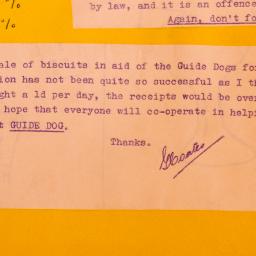 %
%
by law, and it is an offence
Again, don't fo
ale of biscuits in aid of the Guide Dogs for
ion has not been quite so successful as I th
ght a 1d per day, the receipts would be over
hope that everyone will co-operate in helpi
t GUIDE DOG.
Thanks.